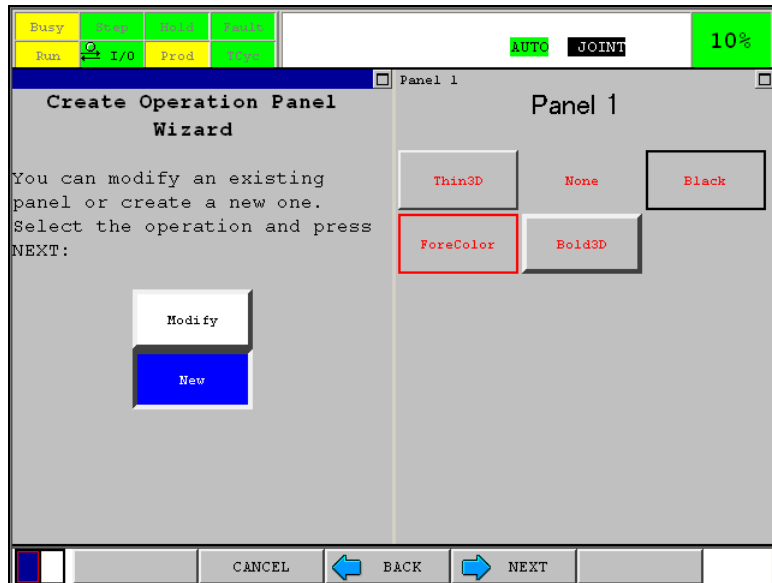 Busy Step Hold Fault
Run I/O Prod TCyc
AUTO JOINT 10%
Create Operation Panel
Wizard
You can modify an existing
panel or create a new one.
Select the operation and press
NEXT:
Modify
New
Panel 1
Panel 1
Thin3D None Black
ForeColor Bold3D
CANCEL BACK NEXT